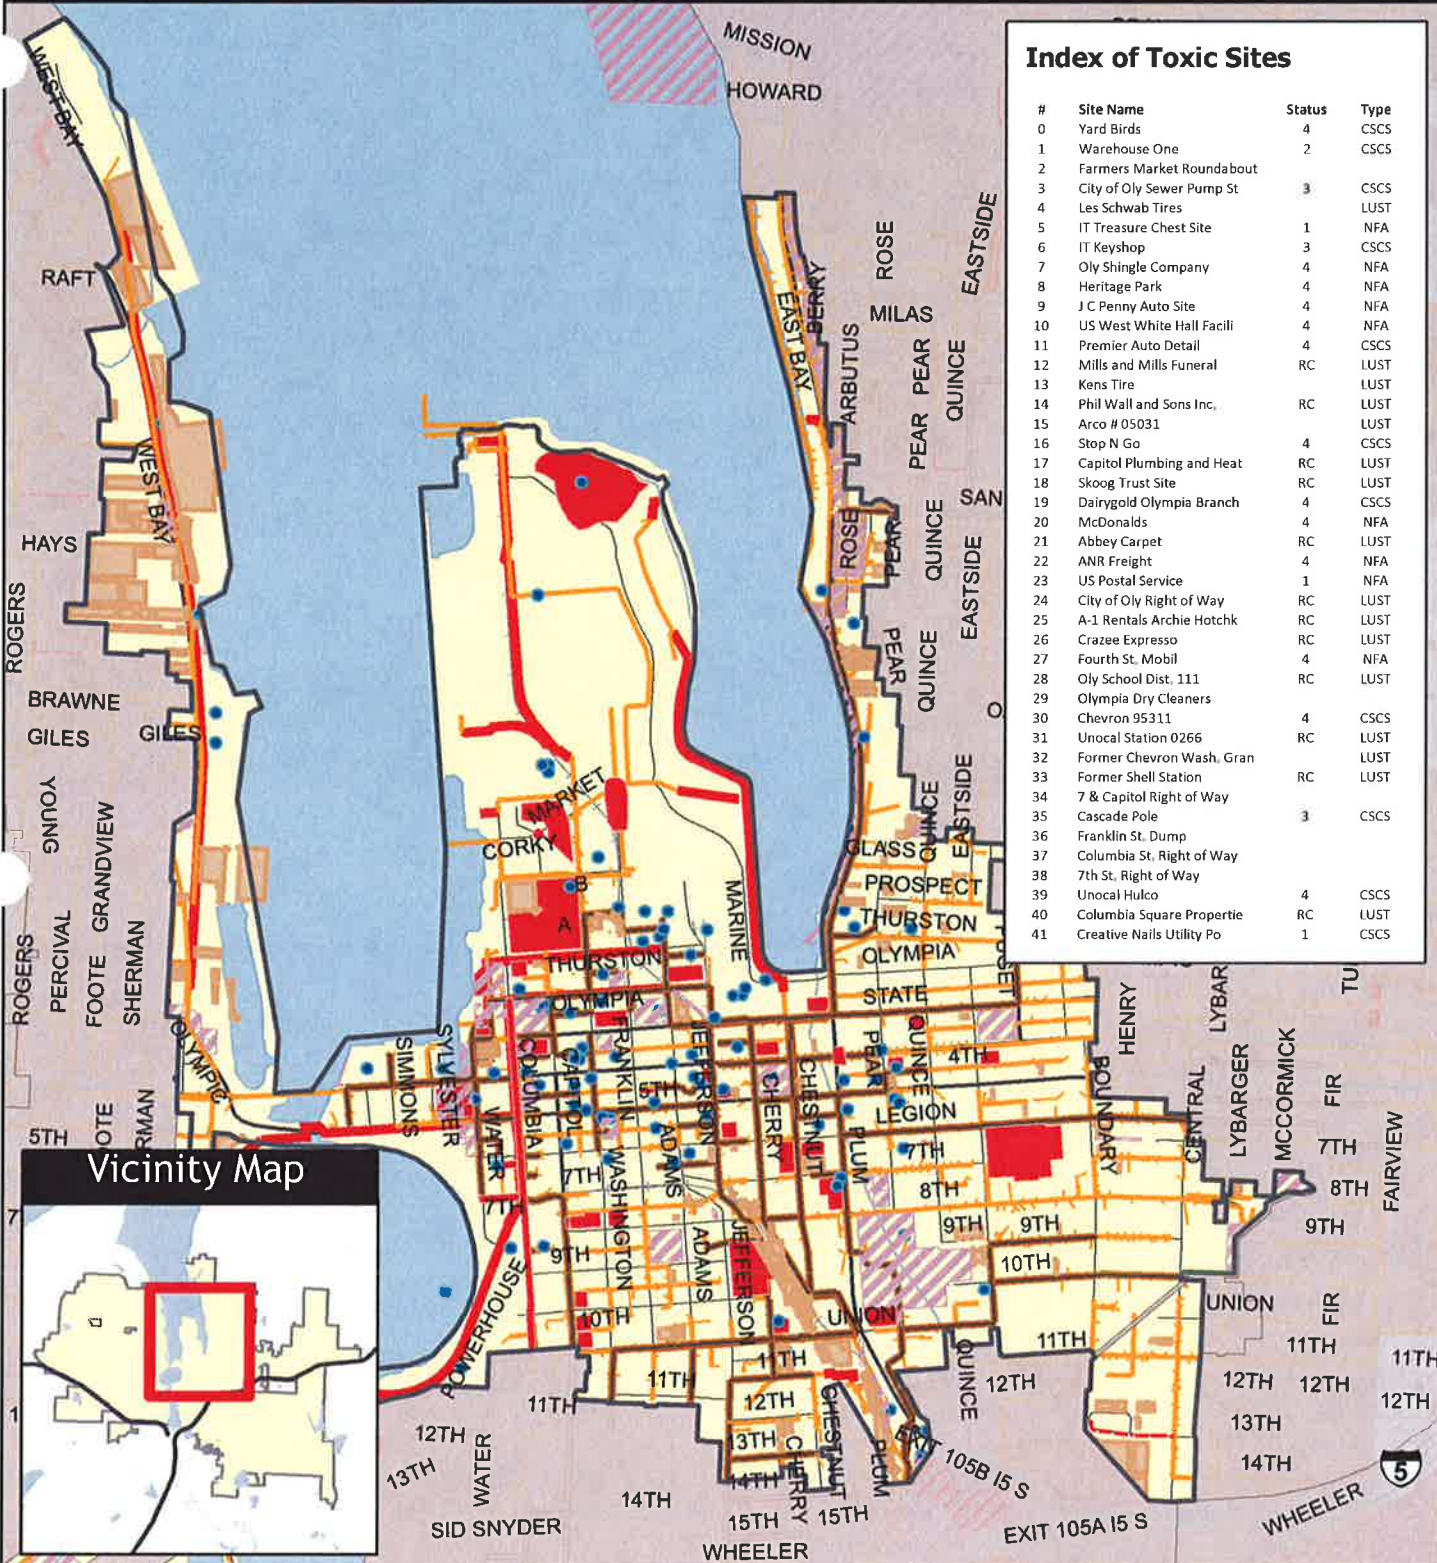 MISSION
HOWARD
WEST BAY
RAFT
WEST BAY
HAYS
ROGERS
BRAWNE
GILES
GILES
YOUNG
PERCIVAL
GRANDVIEW
FOOTE
SHERMAN
ROGERS
OLYMPIC
5TH
ROSE
EASTSIDE
MILAS
BERRY
EAST BAY
ARBUTUS
PEAR
PEAR
QUINCE
SAN
ROSE
PEAR
QUINCE
EASTSIDE
PEAR
QUINCE
QUINCE
EASTSIDE
GLASS
PROSPECT
THURSTON
OLYMPIA
STATE
MARKET
CORKY
B
A
MARINE
THURSTON
OLYMPIA
SIMMONS
SYLVESTER
WATER
COLUMBIA
CAPITOL
FRANKLIN
WASHINGTON
5TH
ADAMS
JEFFERSON
CHERRY
CHESTNUT
PLUM
PEAR
QUINCE
4TH
LEGION
7TH
8TH
9TH
9TH
10TH
BOUNDARY
CENTRAL
HENRY
LYBARGER
MCCORMICK
FIR
FAIRVIEW
7TH
8TH
9TH
7TH
7TH
9TH
10TH
ADAMS
JEFFERSON
POWERHOUSE
UNION
UNION
FIR
11TH
11TH
11TH
11TH
11TH
11TH
12TH
12TH
12TH
12TH
12TH
12TH
13TH
13TH
13TH
14TH
14TH
14TH
15TH
15TH
WATER
CHERRY
CHESTNUT
PLUM
QUINCE
EXIT 105B I5 S
EXIT 105A I5 S
SID SNYDER
WHEELER
WHEELER
5
Index of Toxic Sites
# Site Name Status Type
0 Yard Birds 4 CSCS
1 Warehouse One 2 CSCS
2 Farmers Market Roundabout
3 City of Oly Sewer Pump St 3 CSCS
4 Les Schwab Tires LUST
5 IT Treasure Chest Site 1 NFA
6 IT Keyshop 3 CSCS
7 Oly Shingle Company 4 NFA
8 Heritage Park 4 NFA
9 J C Penny Auto Site 4 NFA
10 US West White Hall Facili 4 NFA
11 Premier Auto Detail 4 CSCS
12 Mills and Mills Funeral RC LUST
13 Kens Tire LUST
14 Phil Wall and Sons Inc. RC LUST
15 Arco # 05031 LUST
16 Stop N Go 4 CSCS
17 Capitol Plumbing and Heat RC LUST
18 Skoog Trust Site RC LUST
19 Dairygold Olympia Branch 4 CSCS
20 McDonalds 4 NFA
21 Abbey Carpet RC LUST
22 ANR Freight 4 NFA
23 US Postal Service 1 NFA
24 City of Oly Right of Way RC LUST
25 A-1 Rentals Archie Hotchk RC LUST
26 Crazee Expresso RC LUST
27 Fourth St. Mobil 4 NFA
28 Oly School Dist. 111 RC LUST
29 Olympia Dry Cleaners
30 Chevron 95311 4 CSCS
31 Unocal Station 0266 RC LUST
32 Former Chevron Wash. Gran LUST
33 Former Shell Station RC LUST
34 7 & Capitol Right of Way
35 Cascade Pole 3 CSCS
36 Franklin St. Dump
37 Columbia St. Right of Way
38 7th St. Right of Way
39 Unocal Hulco 4 CSCS
40 Columbia Square Propertie RC LUST
41 Creative Nails Utility Po 1 CSCS
Vicinity Map